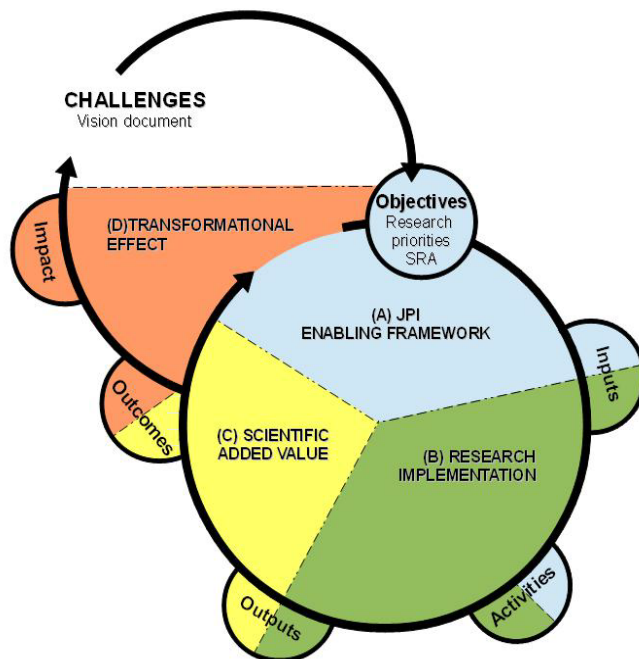 CHALLENGES
Vision document
Objectives
Research
priorities
SRA
(D)TRANSFORMATIONAL
EFFECT
Impact
(A) JPI
ENABLING FRAMEWORK
Inputs
Outcomes
(C) SCIENTIFIC
ADDED VALUE
(B) RESEARCH
IMPLEMENTATION
Activities
Outputs